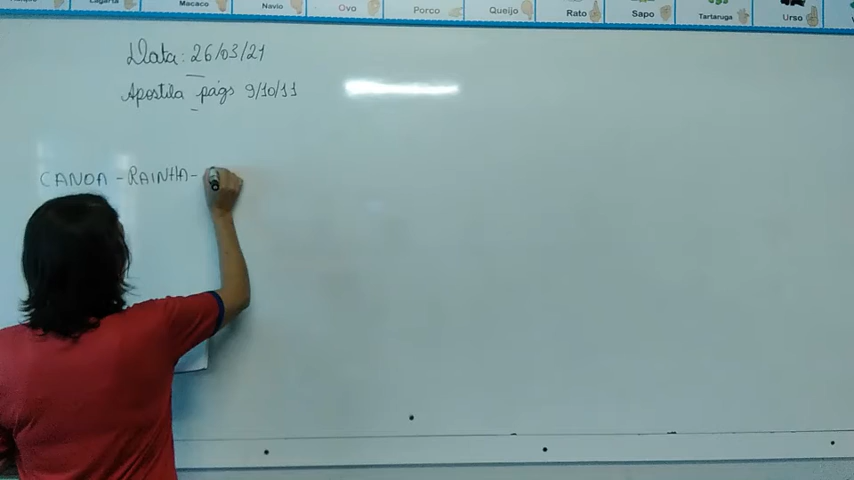 Lagarta Macaco Navio Ovo Porco Queijo Rato Sapo Tartaruga Urso
Data: 26/03/21
Apostila págs 9/10/11
CANOA - RAINHA -